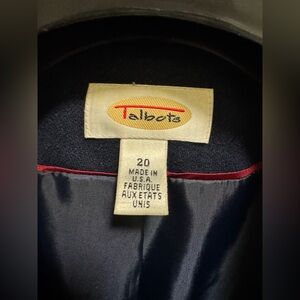 Talbots
20
MADE IN
U.S.A.
FABRIQUE
AUX ETATS
UNIS